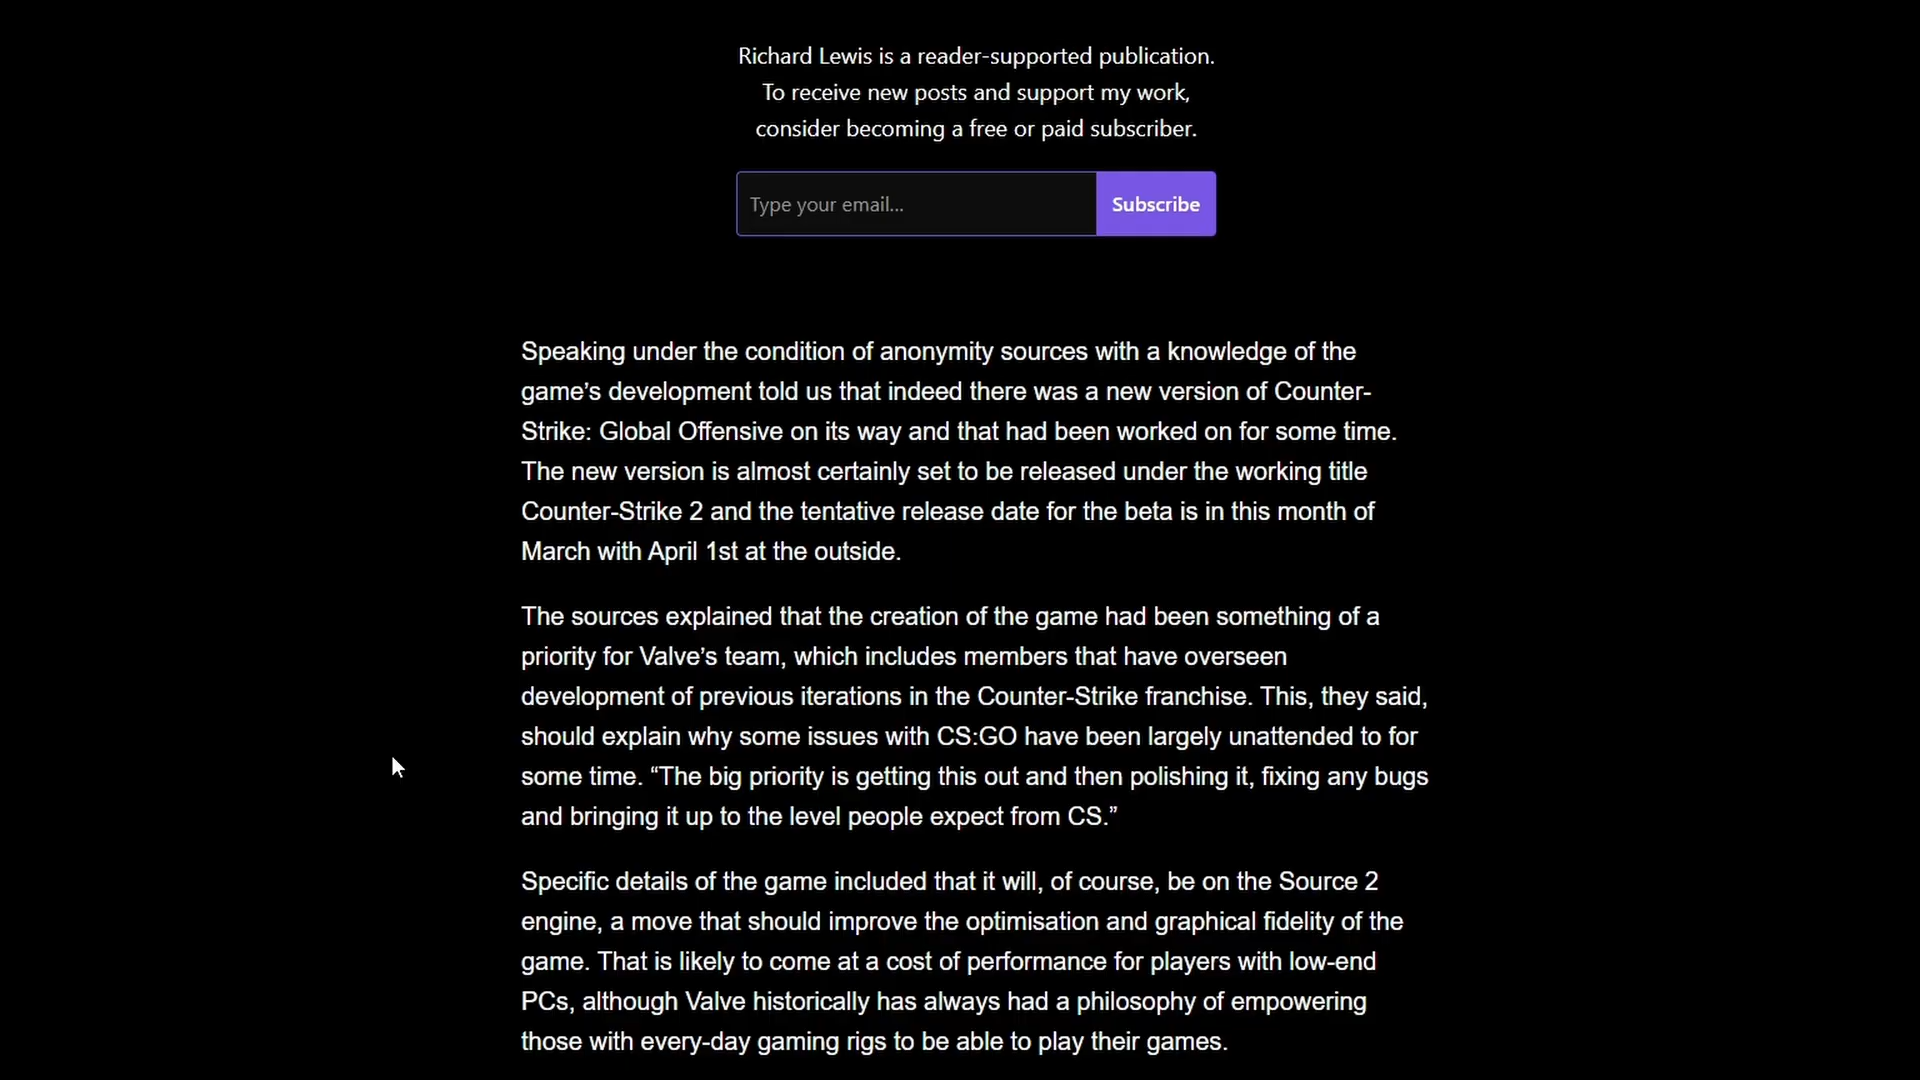 Richard Lewis is a reader-supported publication.
To receive new posts and support my work,
consider becoming a free or paid subscriber.
Type your email...
Subscribe
Speaking under the condition of anonymity sources with a knowledge of the
game’s development told us that indeed there was a new version of Counter-
Strike: Global Offensive on its way and that had been worked on for some time.
The new version is almost certainly set to be released under the working title
Counter-Strike 2 and the tentative release date for the beta is in this month of
March with April 1st at the outside.
The sources explained that the creation of the game had been something of a
priority for Valve’s team, which includes members that have overseen
development of previous iterations in the Counter-Strike franchise. This, they said,
should explain why some issues with CS:GO have been largely unattended to for
some time. “The big priority is getting this out and then polishing it, fixing any bugs
and bringing it up to the level people expect from CS.”
Specific details of the game included that it will, of course, be on the Source 2
engine, a move that should improve the optimisation and graphical fidelity of the
game. That is likely to come at a cost of performance for players with low-end
PCs, although Valve historically has always had a philosophy of empowering
those with every-day gaming rigs to be able to play their games.